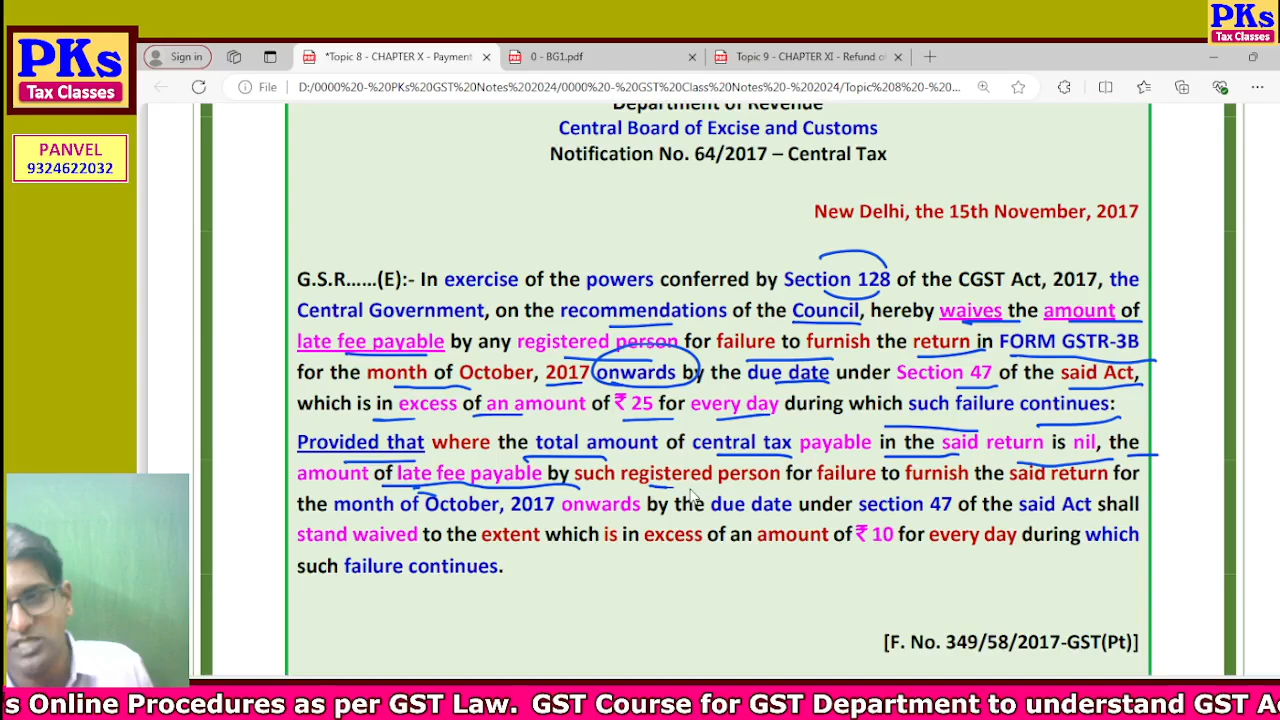 PKs
Tax Classes
PKs
Tax Classes
PANVEL
9324622032
Sign in
*Topic 8 - CHAPTER X - Payment
0 - BG1.pdf
Topic 9 - CHAPTER XI - Refund of
File
D:/0000%20-%20PKs%20GST%20Notes%202024/0000%20-%20GST%20Class%20Notes%20-%202024/Topic%208%20-%20...
Department of Revenue
Central Board of Excise and Customs
Notification No. 64/2017 – Central Tax
New Delhi, the 15th November, 2017
G.S.R......(E):- In exercise of the powers conferred by Section 128 of the CGST Act, 2017, the
Central Government, on the recommendations of the Council, hereby waives the amount of
late fee payable by any registered person for failure to furnish the return in FORM GSTR-3B
for the month of October, 2017 onwards by the due date under Section 47 of the said Act,
which is in excess of an amount of ₹ 25 for every day during which such failure continues:
Provided that where the total amount of central tax payable in the said return is nil, the
amount of late fee payable by such registered person for failure to furnish the said return for
the month of October, 2017 onwards by the due date under section 47 of the said Act shall
stand waived to the extent which is in excess of an amount of ₹ 10 for every day during which
such failure continues.
[F. No. 349/58/2017-GST(Pt)]
s Online Procedures as per GST Law. GST Course for GST Department to understand GST A